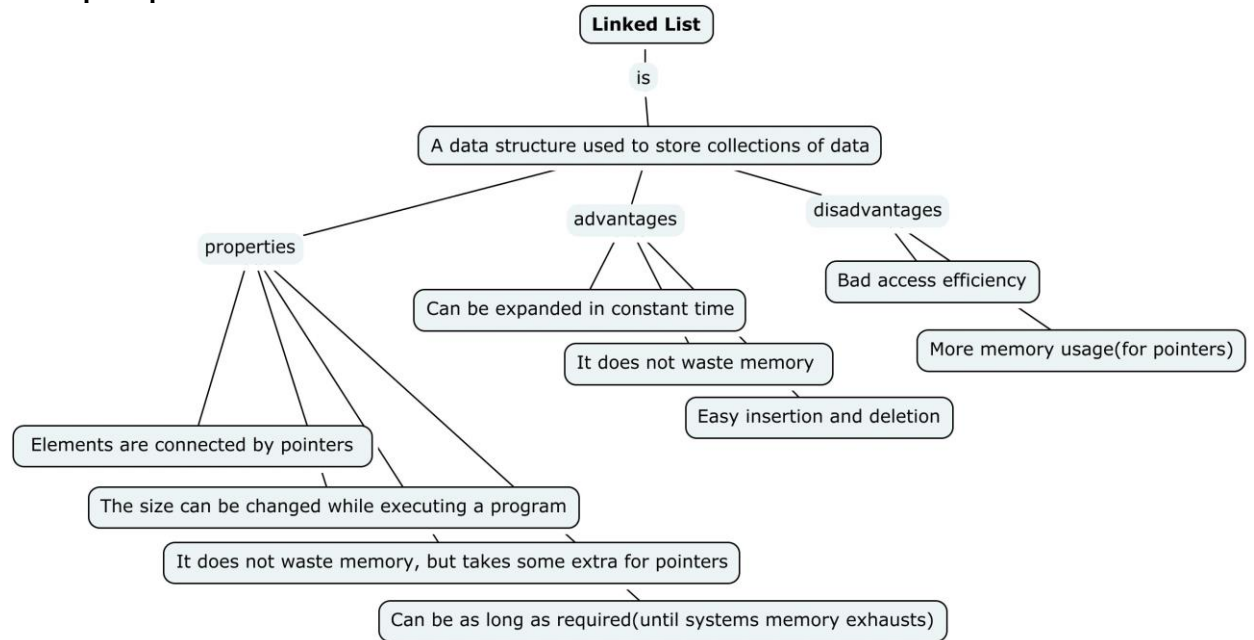 Linked List
is
A data structure used to store collections of data
properties
advantages
disadvantages
Elements are connected by pointers
The size can be changed while executing a program
It does not waste memory, but takes some extra for pointers
Can be as long as required(until systems memory exhausts)
Can be expanded in constant time
It does not waste memory
Easy insertion and deletion
Bad access efficiency
More memory usage(for pointers)